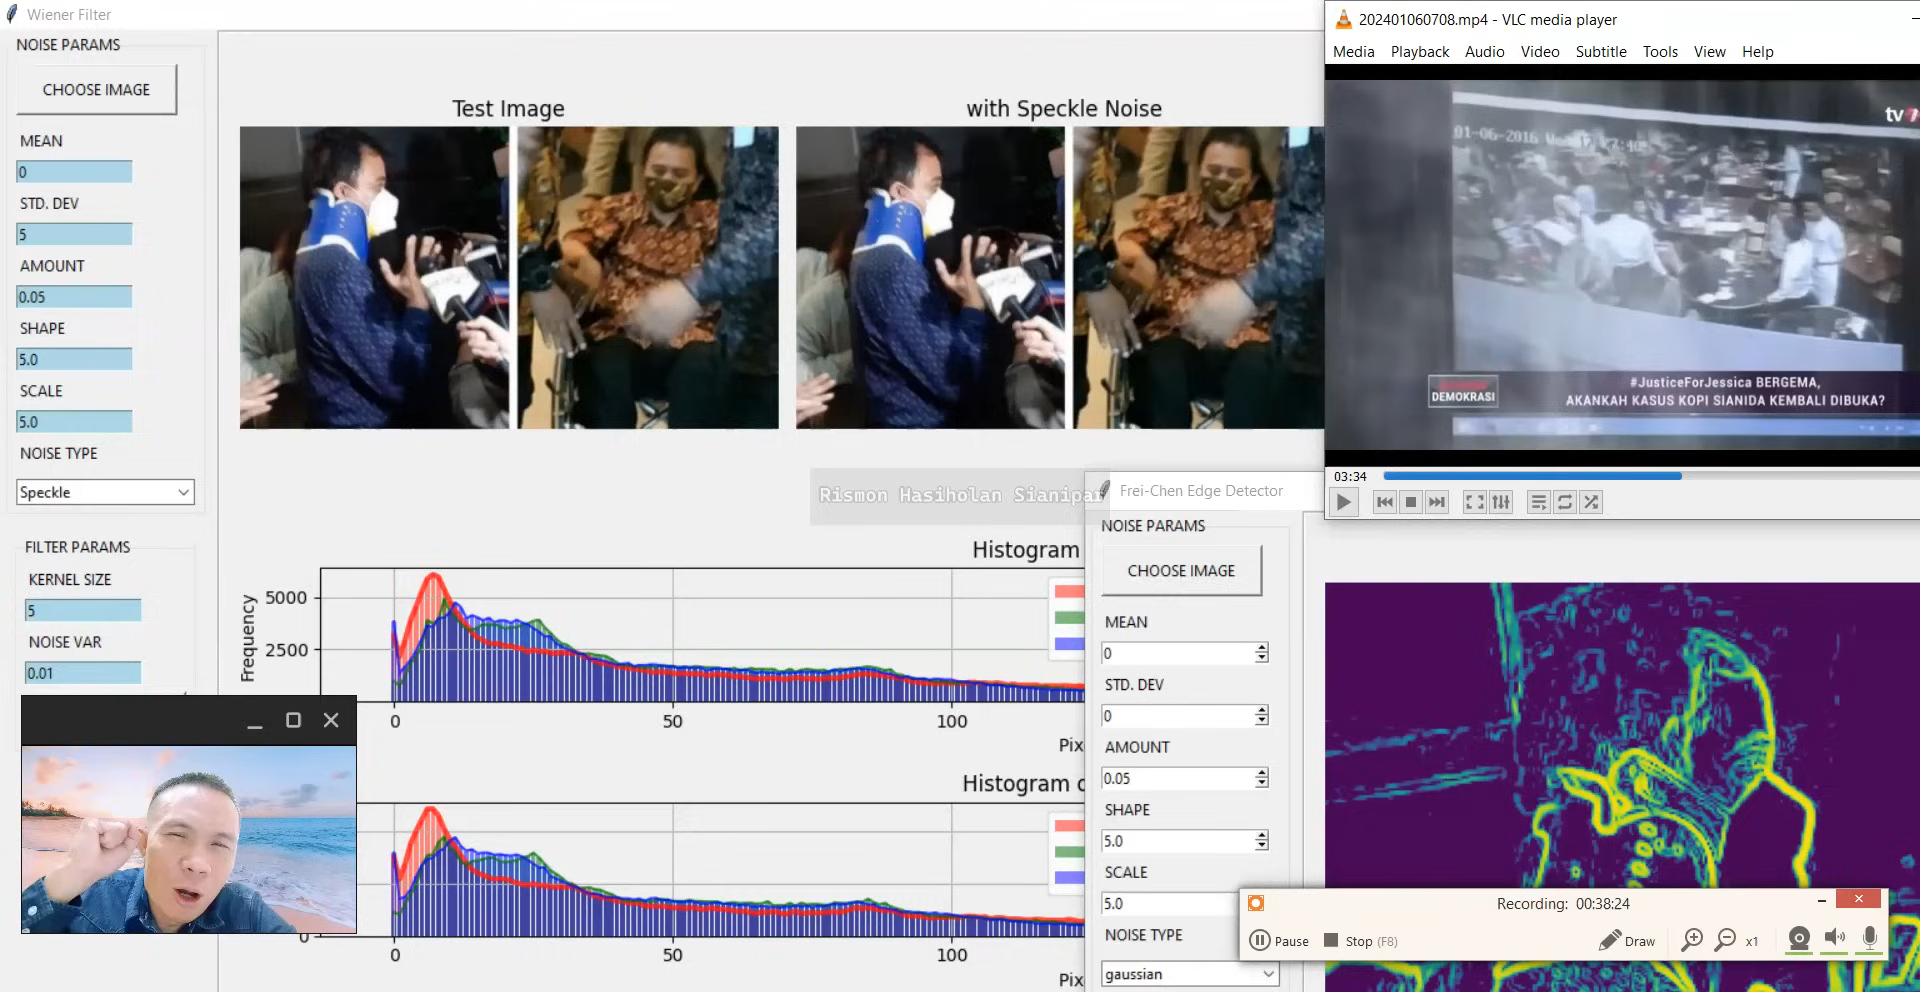 Wiener Filter
NOISE PARAMS
CHOOSE IMAGE
MEAN
0
STD. DEV
5
AMOUNT
0.05
SHAPE
5.0
SCALE
5.0
NOISE TYPE
Speckle
FILTER PARAMS
KERNEL SIZE
5
NOISE VAR
0.01
Test Image
with Speckle Noise
Rismon Hasiholan Sianipar
Histogram
Frequency
5000
2500
0
50
100
Pix
Histogram
0
0
50
100
Pix
Frei-Chen Edge Detector
NOISE PARAMS
CHOOSE IMAGE
MEAN
0
STD. DEV
0
AMOUNT
0.05
SHAPE
5.0
SCALE
5.0
NOISE TYPE
gaussian
202401060708.mp4 - VLC media player
Media Playback Audio Video Subtitle Tools View Help
tv
01-06-2016
DEMOKRASI
#JusticeForJessica BERGEMA,
AKANKAH KASUS KOPI SIANIDA KEMBALI DIBUKA?
03:34
Recording: 00:38:24
Pause Stop (F8) Draw x1